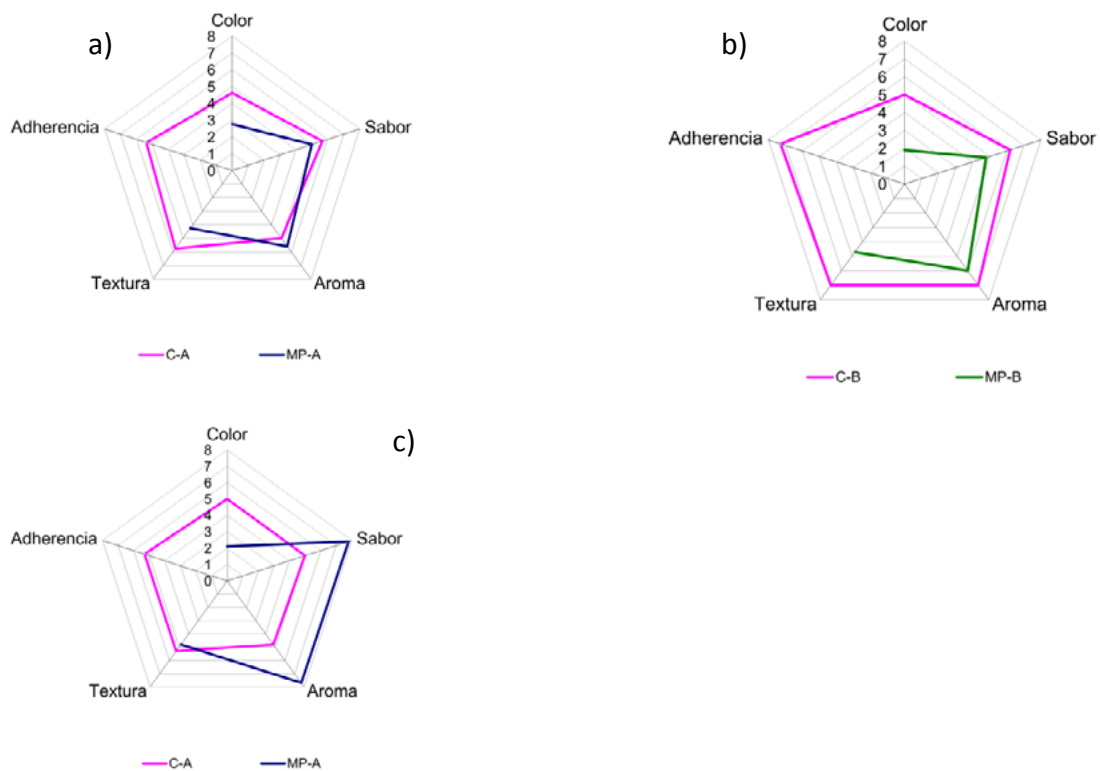 a)
Color
8
7
6
5
4
3
2
1
0
Adherencia
Sabor
Textura
Aroma
C-A MP-A
b)
Color
8
7
6
5
4
3
2
1
0
Adherencia
Sabor
Textura
Aroma
C-B MP-B
c)
Color
8
7
6
5
4
3
2
1
0
Adherencia
Sabor
Textura
Aroma
C-A MP-A